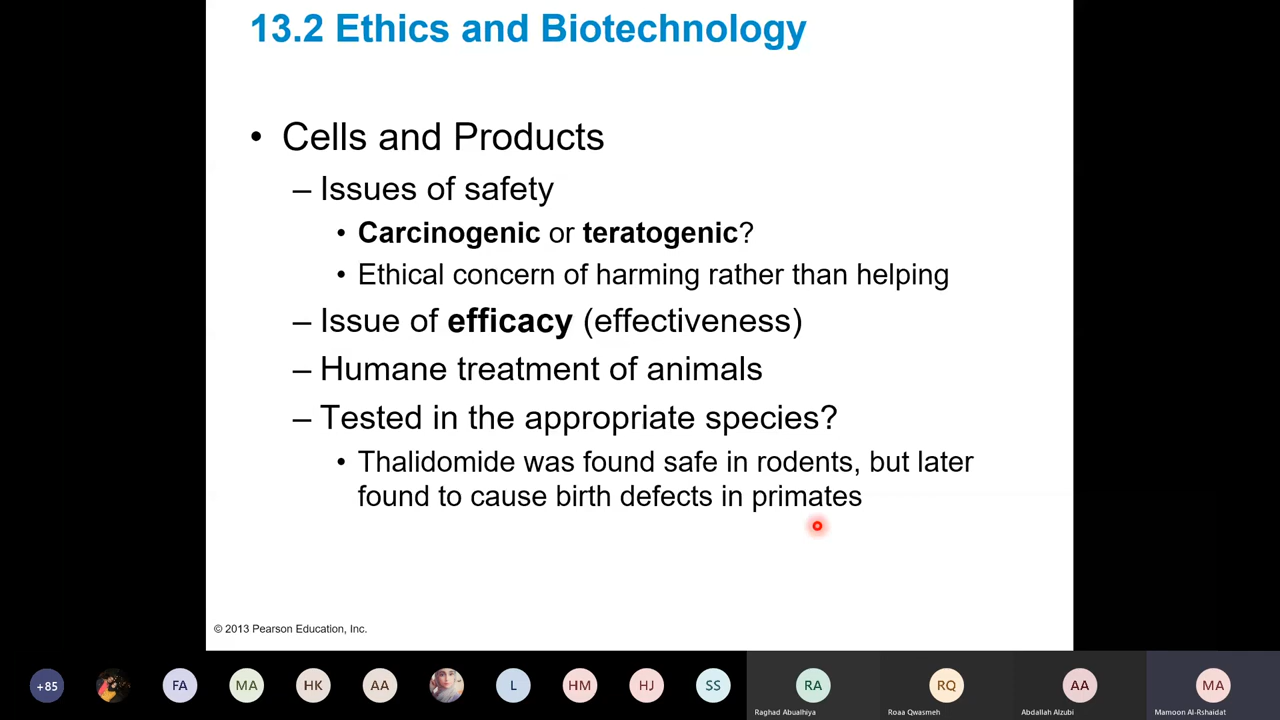 13.2 Ethics and Biotechnology
• Cells and Products
– Issues of safety
• Carcinogenic or teratogenic?
• Ethical concern of harming rather than helping
– Issue of efficacy (effectiveness)
– Humane treatment of animals
– Tested in the appropriate species?
• Thalidomide was found safe in rodents, but later
found to cause birth defects in primates
© 2013 Pearson Education, Inc.
+85 FA MA HK AA L HM HJ SS RA RQ AA MA
Raghad Abualhiya Roaa Qwasmeh Abdallah Alzubi Mamoon Al-Rshaidat